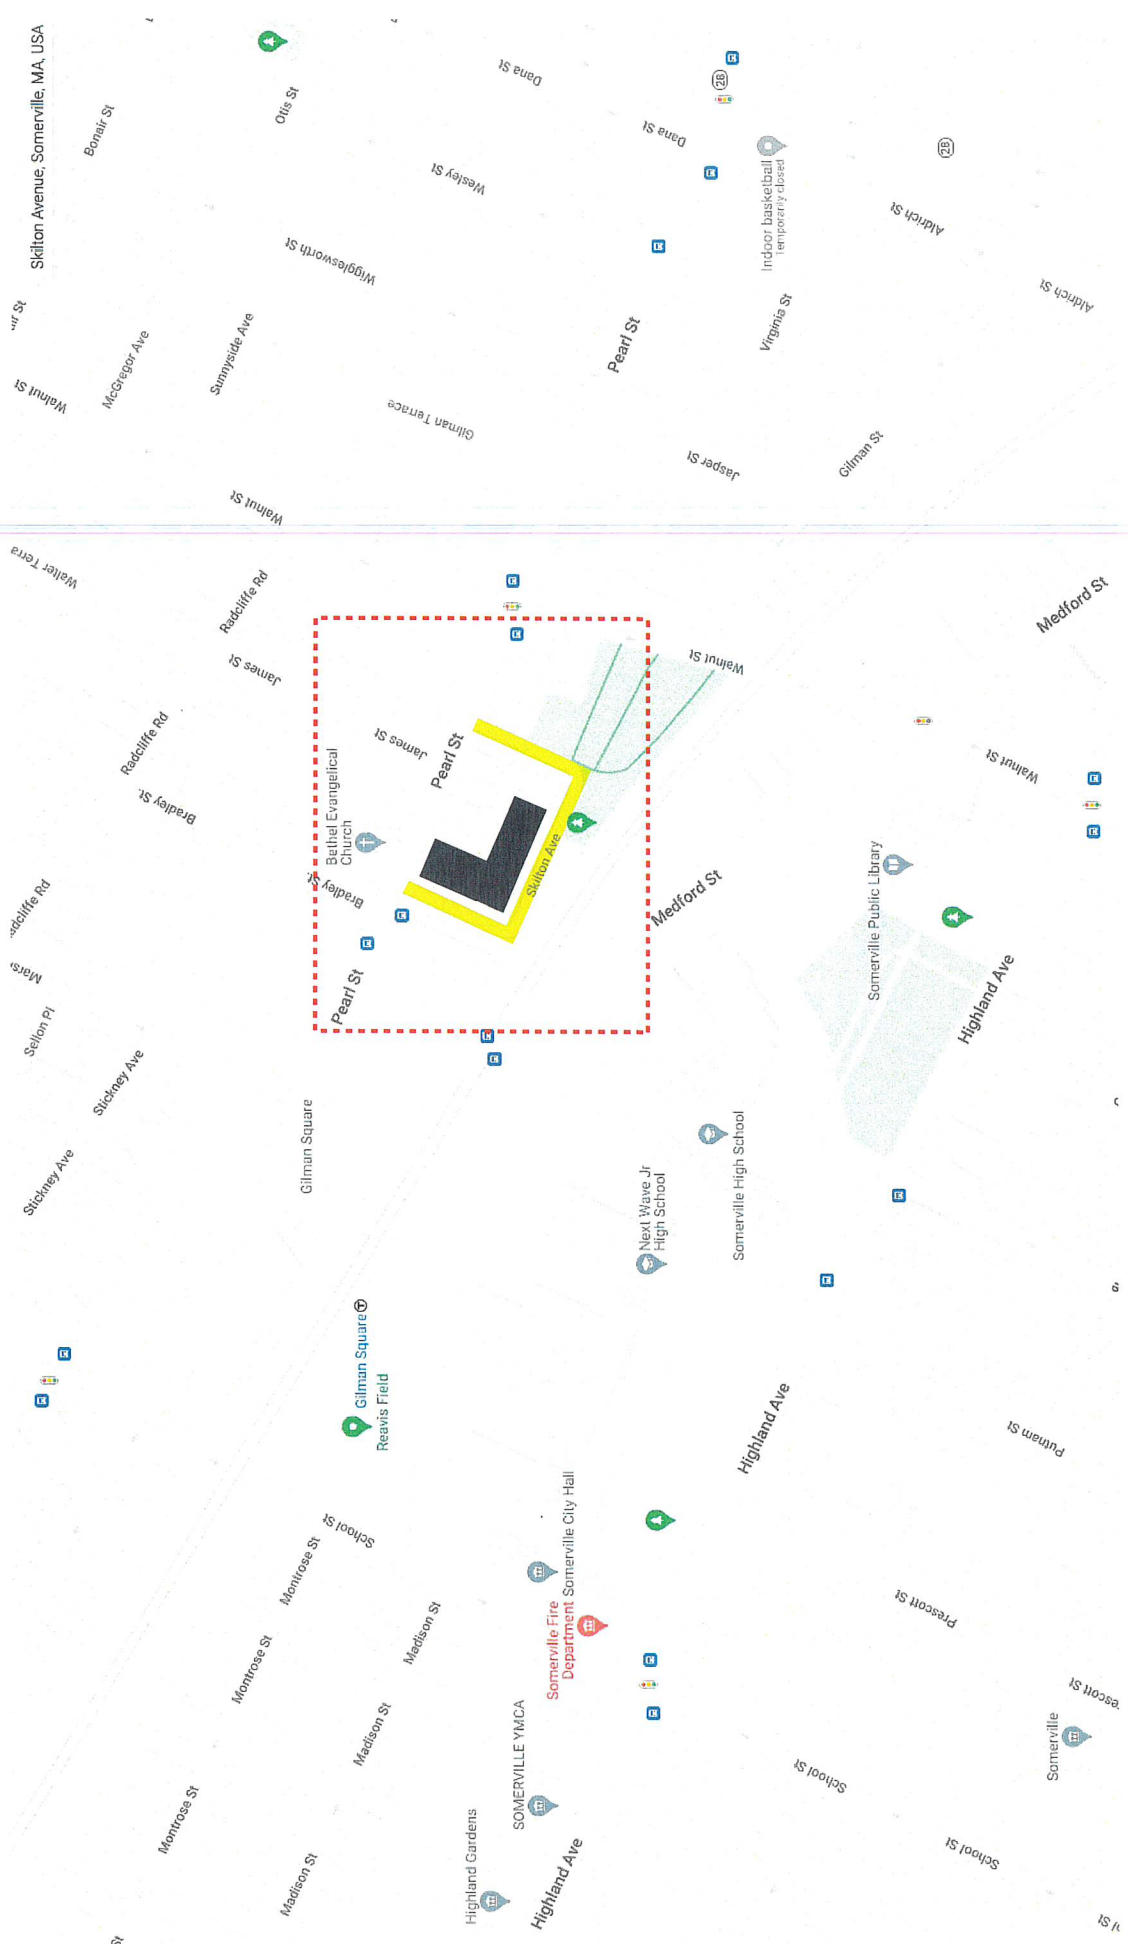 Skilton Avenue, Somerville, MA, USA
Bonair St
Otis St
Dana St
Dana St
28
Wesley St
Indoor basketball
Temporarily closed
28
Aldrich St
Aldrich St
Wigglesworth St
Sunnyside Ave
McGregor Ave
Walnut St
Pearl St
Virginia St
Gilman Terrace
Jasper St
Gilman St
Walnut St
Walter Terra
Radcliffe Rd
James St
Medford St
Walnut St
Radcliffe Rd
Bradley St.
James St
Pearl St
Bethel Evangelical
Church
Bradley St.
Skilton Ave
Medford St
Walnut St
Somerville Public Library
Highland Ave
Pearl St
Sellon Pl
Stickney Ave
Stickney Ave
Gilman Square
Next Wave Jr
High School
Somerville High School
Gilman Square
T
Reavis Field
Highland Ave
Putnam St
School St
Montrose St
Somerville City Hall
Somerville Fire
Department
Madison St
Montrose St
Prescott St
Madison St
SOMERVILLE YMCA
Somerville
School St
Montrose St
Madison St
Highland Gardens
Highland Ave
School St